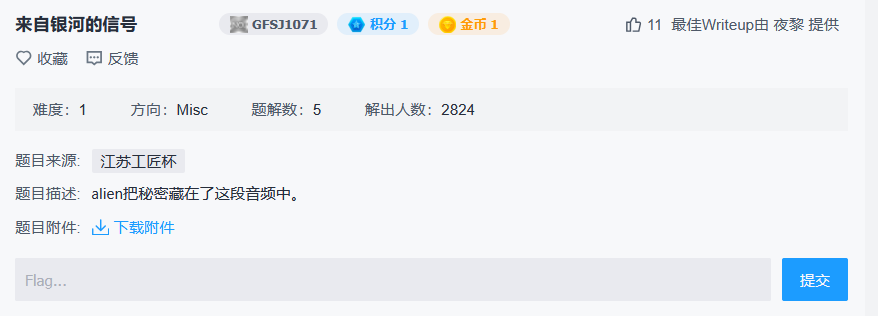 来自银河的信号 GFSJ1071 积分 1 金币 1 11 最佳Writeup由 夜黎 提供
收藏 反馈
难度：1 方向：Misc 题解数：5 解出人数：2824
题目来源: 江苏工匠杯
题目描述: alien把秘密藏在了这段音频中。
题目附件: 下载附件
Flag... 提交